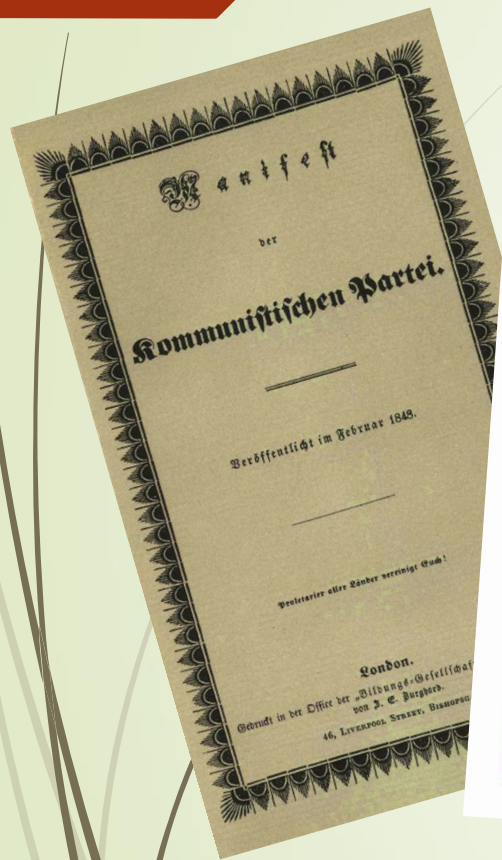 Manifest
der
Kommunistischen Partei.
Veröffentlicht im Februar 1848.
Proletarier aller Länder vereinigt Euch!
London.
Gedruckt in der Office der „Bildungs-Gesellschaf
von J. E. Burghard.
46, LIVERPOOL STREET, BISHOPSG